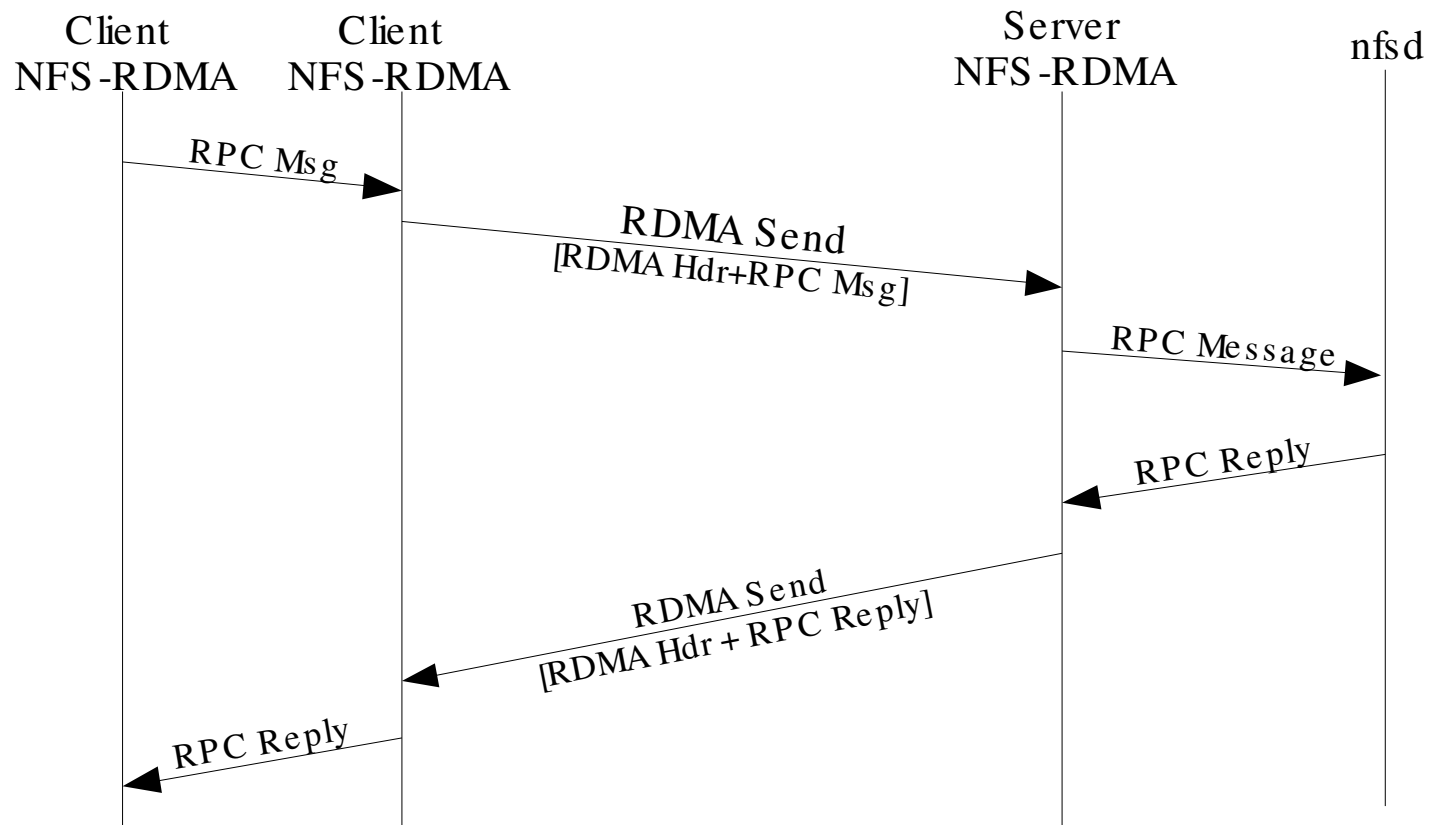 Client
NFS-RDMA
Client
NFS-RDMA
Server
NFS-RDMA
nfsd
RPC Msg
RDMA Send
[RDMA Hdr+RPC Msg]
RPC Message
RPC Reply
RDMA Send
[RDMA Hdr + RPC Reply]
RPC Reply